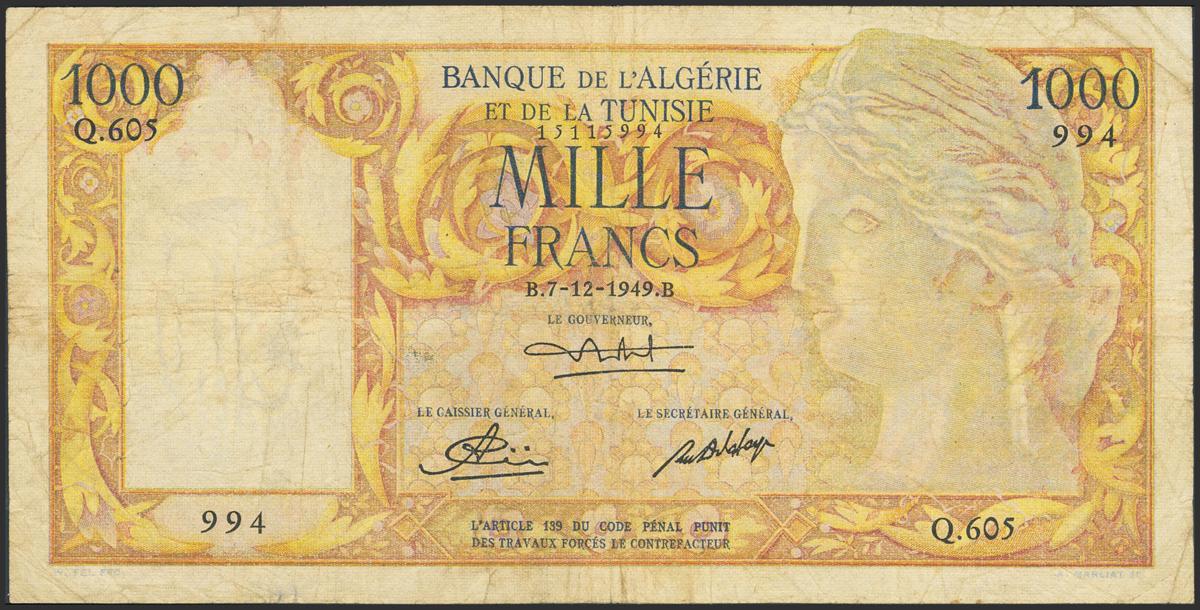 1000
Q.605
BANQUE DE L'ALGÉRIE
ET DE LA TUNISIE
15115994
MILLE
FRANCS
B.7-12-1949.B
LE GOUVERNEUR,
LE CAISSIER GÉNÉRAL,
LE SECRÉTAIRE GÉNÉRAL,
1000
994
994
L'ARTICLE 139 DU CODE PÉNAL PUNIT
DES TRAVAUX FORCÉS LE CONTREFACTEUR
Q.605
A. MARLIAT